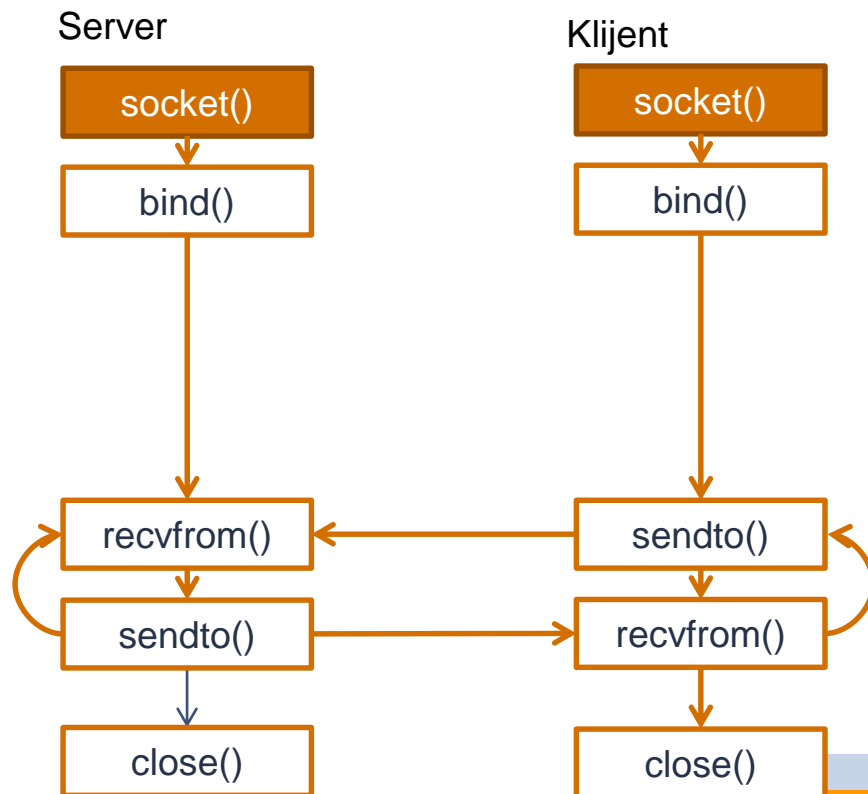 Server
Klijent
socket()
socket()
bind()
bind()
recvfrom()
sendto()
sendto()
recvfrom()
close()
close()